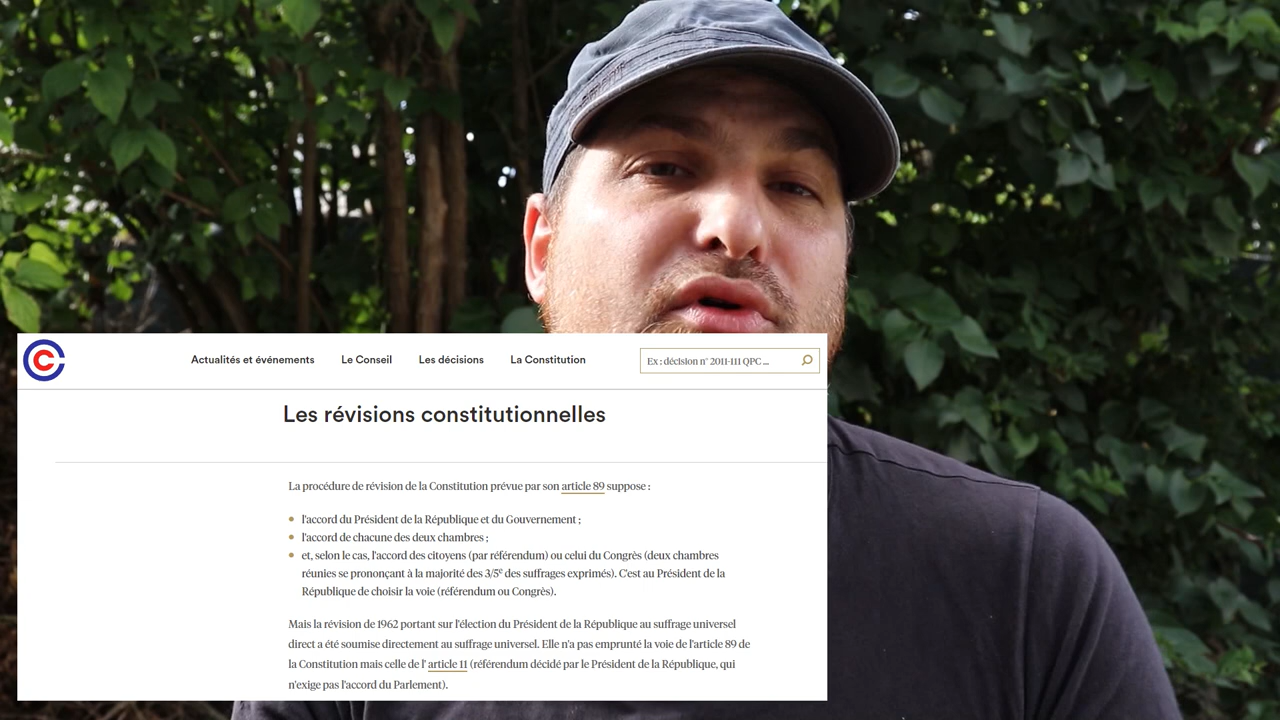 Actualités et événements Le Conseil Les décisions La Constitution Ex : décision n° 2011-111 QPC ...
Les révisions constitutionnelles
La procédure de révision de la Constitution prévue par son article 89 suppose :
l'accord du Président de la République et du Gouvernement ;
l'accord de chacune des deux chambres ;
et, selon le cas, l'accord des citoyens (par référendum) ou celui du Congrès (deux chambres
réunies se prononçant à la majorité des 3/5e des suffrages exprimés). C'est au Président de la
République de choisir la voie (référendum ou Congrès).
Mais la révision de 1962 portant sur l'élection du Président de la République au suffrage universel
direct a été soumise directement au suffrage universel. Elle n'a pas emprunté la voie de l'article 89 de
la Constitution mais celle de l' article 11 (référendum décidé par le Président de la République, qui
n'exige pas l'accord du Parlement).